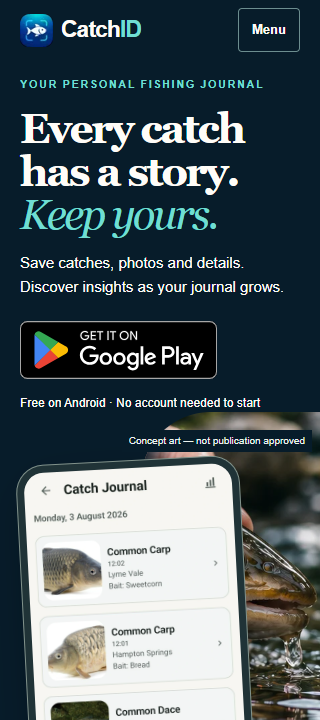 CatchID
Menu
YOUR PERSONAL FISHING JOURNAL
Every catch
has a story.
Keep yours.
Save catches, photos and details.
Discover insights as your journal grows.
GET IT ON
Google Play
Free on Android · No account needed to start
Concept art — not publication approved
Catch Journal
Monday, 3 August 2026
Common Carp
12:02
Lyme Vale
Bait: Sweetcorn
Common Carp
12:01
Hampton Springs
Bait: Bread
Common Dace